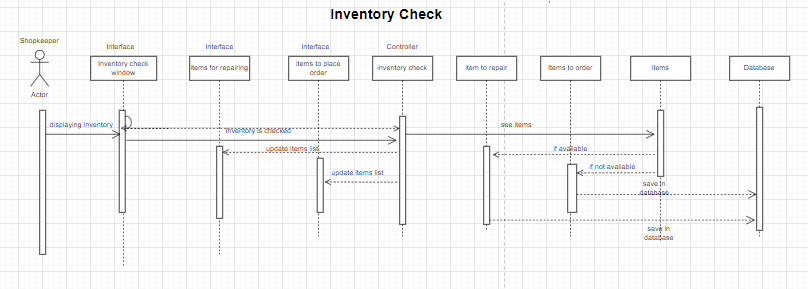 Inventory Check
Shopkeeper
Actor
Interface
Inventory check
window
Interface
items for repairing
Interface
items to place
order
Controller
inventory check
item to repair
Items to order
items
Database
displaying inventory
Inventory is checked
see items
update items list
if available
update items list
if not available
save in
database
save in
database